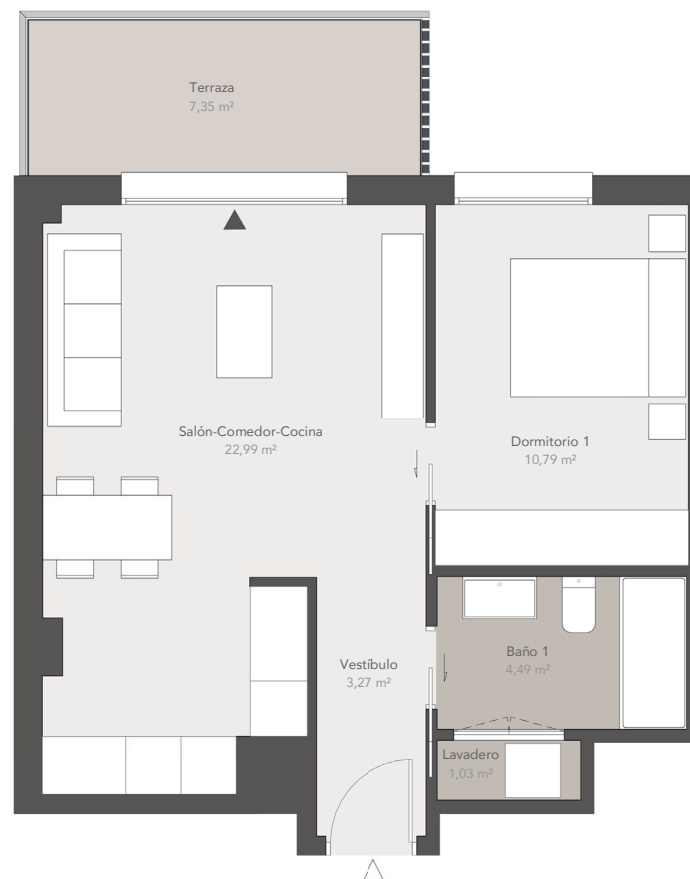 Terraza
7,35 m²
Salón-Comedor-Cocina
22,99 m²
Dormitorio 1
10,79 m²
Vestíbulo
3,27 m²
Baño 1
4,49 m²
Lavadero
1,03 m²